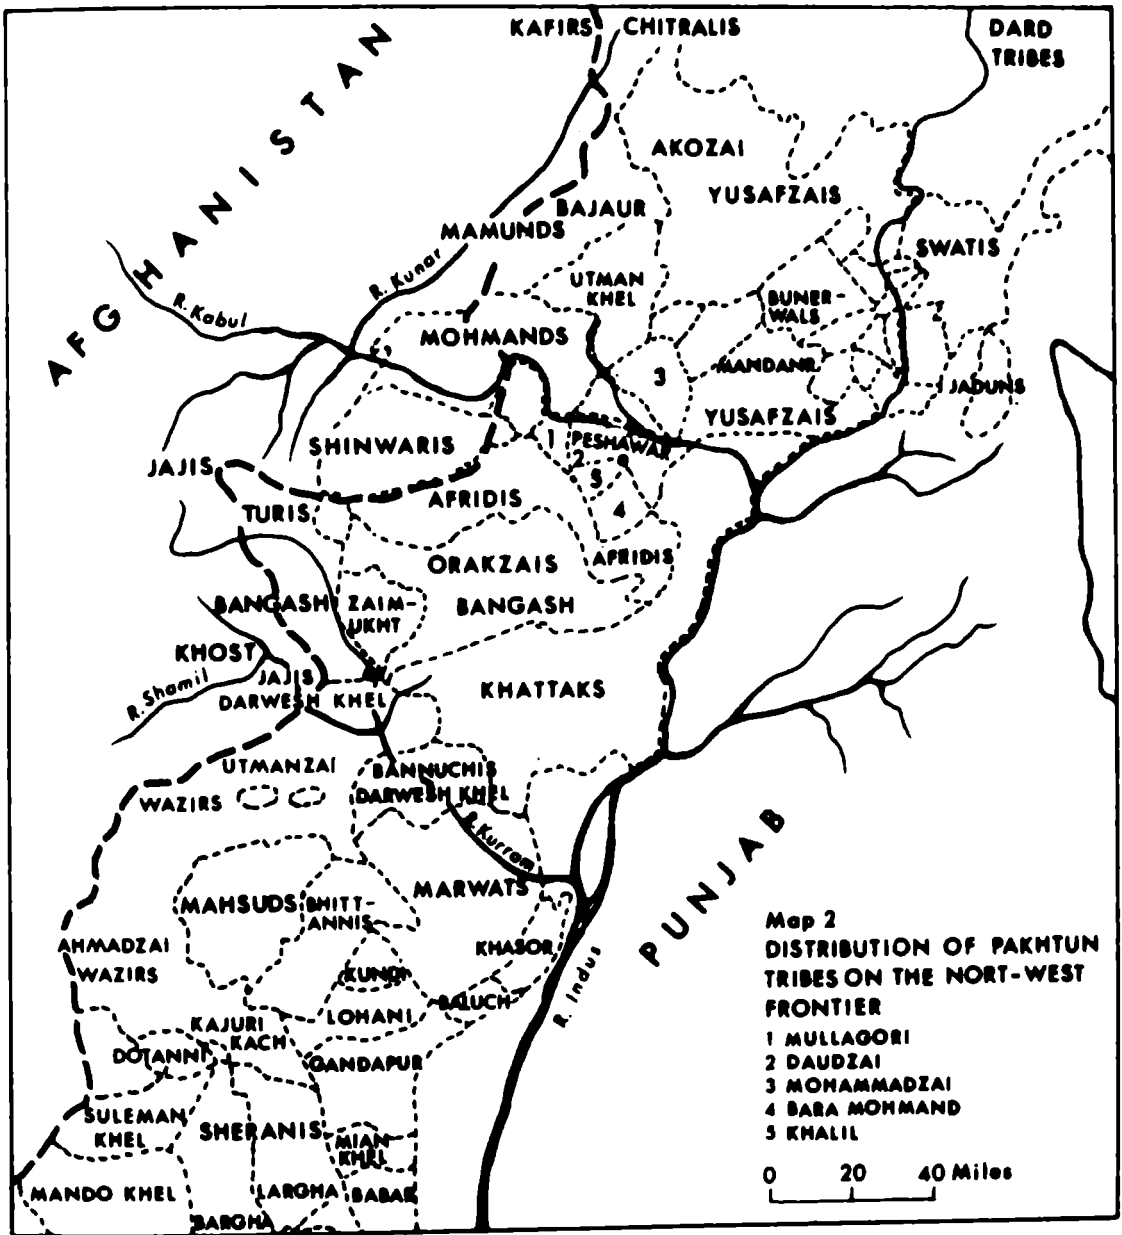 KAFIRS
CHITRALIS
DARD
TRIBES
AFGHANISTAN
AKOZAI
YUSAFZAIS
BAJAUR
MAMUNDS
SWATIS
R. Kunar
UTMAN
KHEL
R. Kabul
BUNER-
WALS
MOHMANDS
MANDANR
3
JADUNS
YUSAFZAIS
SHINWARIS
1
PESHAWAR
2
JAJIS
5
AFRIDIS
4
TURIS
ORAKZAIS
AFRIDIS
BANGASH
ZAIM-
UKHT
BANGASH
KHOST
JAJIS
R. Shamil
DARWESH KHEL
KHATTAKS
UTMANZAI
WAZIRS
BANNUCHIS
DARWESH KHEL
R. Kurram
PUNJAB
MAHSUDS
BHITT-
ANNIS
MARWATS
AHMADZAI
WAZIRS
KHASOR
KUNDI
R. Indus
BALUCH
LOHANI
KAJURI
KACH
DOTANNI
GANDAPUR
SULEMAN
KHEL
SHERANIS
MIAN
KHEL
MANDO KHEL
LARGHA
BABAR
BARGHA
Map 2
DISTRIBUTION OF PAKHTUN
TRIBES ON THE NORT-WEST
FRONTIER
1 MULLAGORI
2 DAUDZAI
3 MOHAMMADZAI
4 BARA MOHMAND
5 KHALIL
0 20 40 Miles